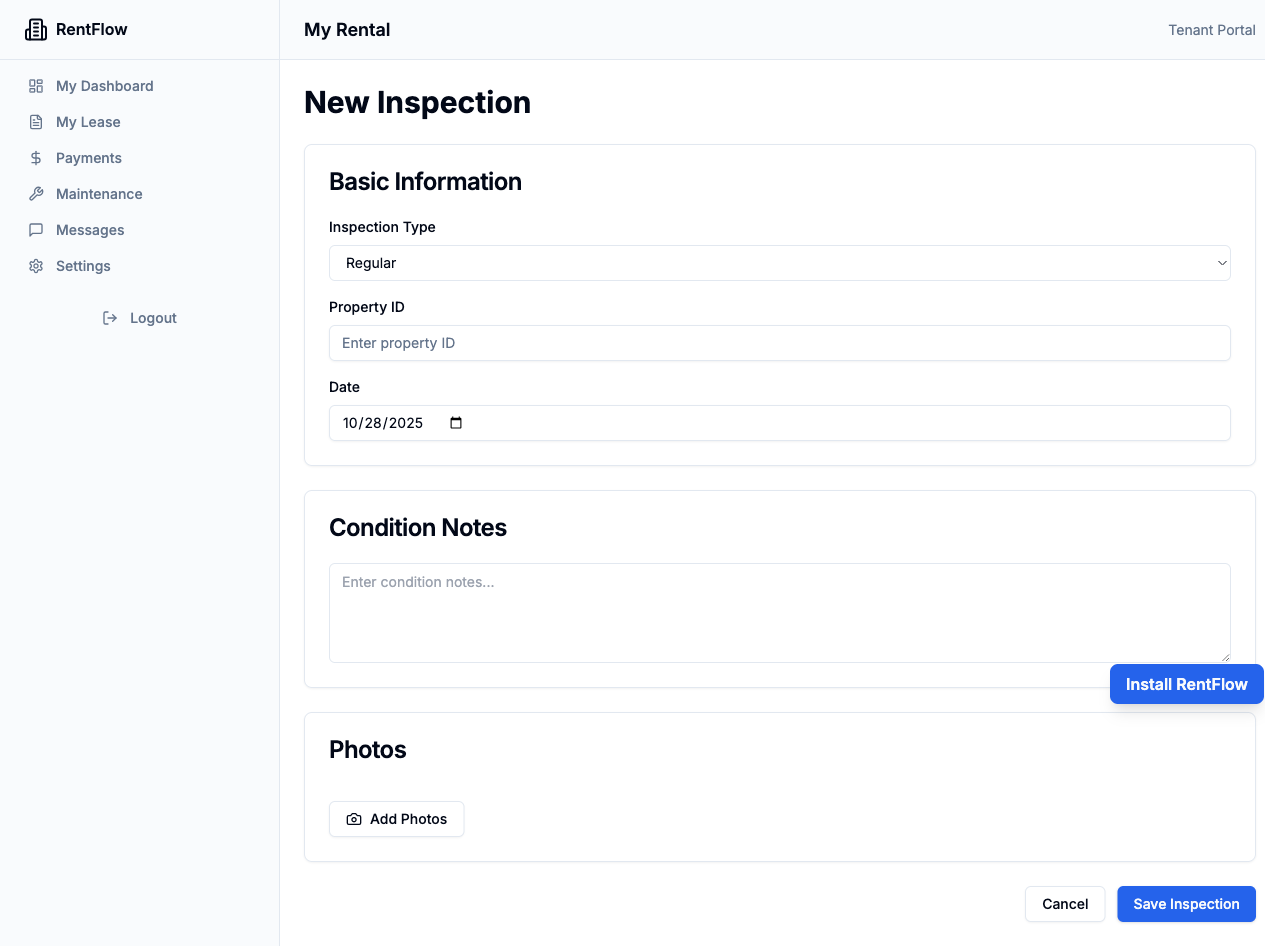 RentFlow
My Rental
Tenant Portal
My Dashboard
My Lease
Payments
Maintenance
Messages
Settings
Logout
New Inspection
Basic Information
Inspection Type
Regular
Property ID
Enter property ID
Date
10/28/2025
Condition Notes
Enter condition notes...
Install RentFlow
Photos
Add Photos
Cancel
Save Inspection